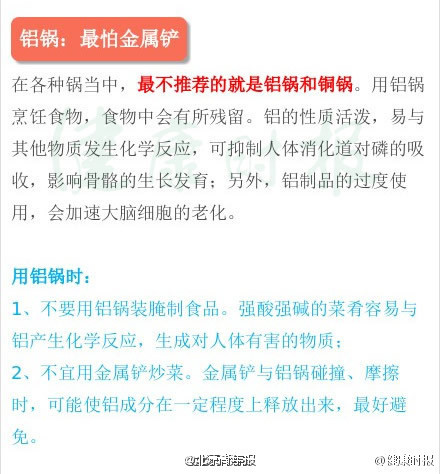 铝锅：最怕金属铲
在各种锅当中，最不推荐的就是铝锅和铜锅。用铝锅
烹饪食物，食物中会有所残留。铝的性质活泼，易与
其他物质发生化学反应，可抑制人体消化道对磷的吸
收，影响骨骼的生长发育；另外，铝制品的过度使
用，会加速大脑细胞的老化。
用铝锅时：
1、不要用铝锅装腌制食品。强酸强碱的菜肴容易与
铝产生化学反应，生成对人体有害的物质；
2、不宜用金属铲炒菜。金属铲与铝锅碰撞、摩擦
时，可能使铝成分在一定程度上释放出来，最好避
免。
@健康时报